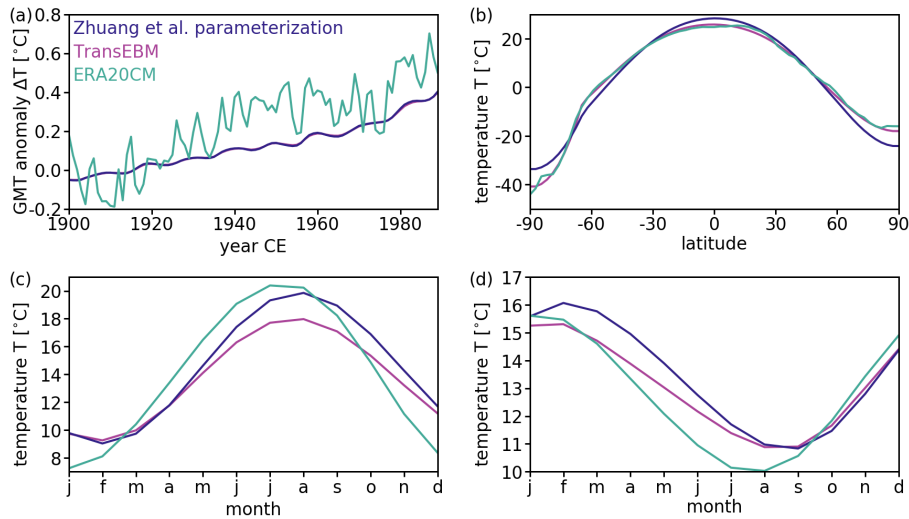 (a)
Zhuang et al. parameterization
TransEBM
ERA20CM
GMT anomaly ΔT [°C]
0.8
0.6
0.4
0.2
0.0
-0.2
1900 1920 1940 1960 1980
year CE
(b)
temperature T [°C]
20
0
-20
-40
-90 -60 -30 0 30 60 90
latitude
(c)
temperature T [°C]
20
18
16
14
12
10
8
j f m a m j j a s o n d
month
(d)
temperature T [°C]
17
16
15
14
13
12
11
10
j f m a m j j a s o n d
month